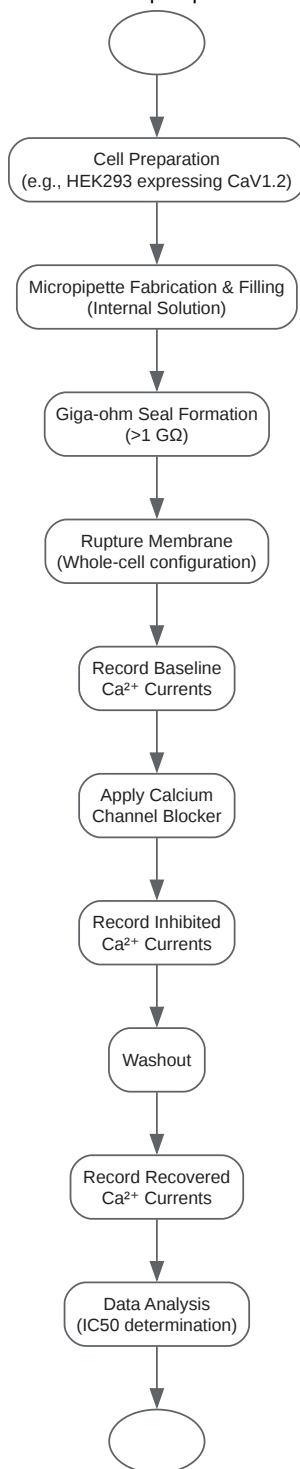 Cell Preparation
(e.g., HEK293 expressing CaV1.2)
Micropipette Fabrication & Filling
(Internal Solution)
Giga-ohm Seal Formation
(>1 GΩ)
Rupture Membrane
(Whole-cell configuration)
Record Baseline
Ca²⁺ Currents
Apply Calcium
Channel Blocker
Record Inhibited
Ca²⁺ Currents
Washout
Record Recovered
Ca²⁺ Currents
Data Analysis
(IC50 determination)